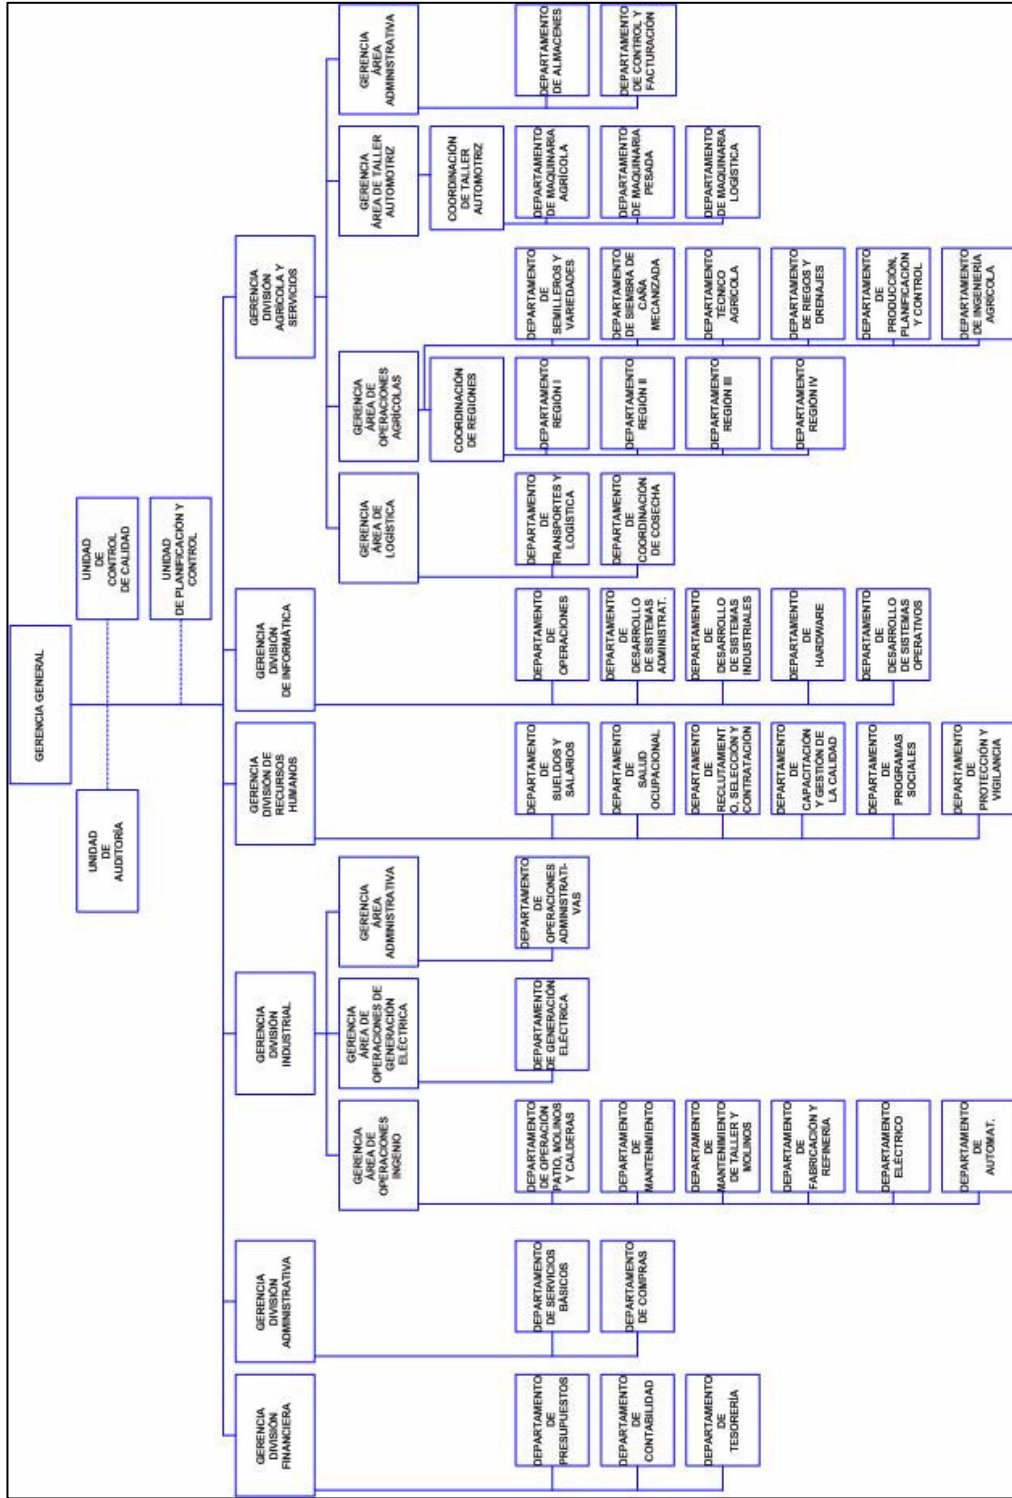 GERENCIA GENERAL
UNIDAD
DE
AUDITORÍA
UNIDAD
DE
CONTROL
DE CALIDAD
UNIDAD
DE PLANIFICACIÓN Y
CONTROL
GERENCIA
DIVISIÓN
FINANCIERA
DEPARTAMENTO
DE
PRESUPUESTOS
DEPARTAMENTO
DE
CONTABILIDAD
DEPARTAMENTO
DE
TESORERÍA
GERENCIA
DIVISIÓN
ADMINISTRATIVA
DEPARTAMENTO
DE SERVICIOS
BÁSICOS
DEPARTAMENTO
DE COMPRAS
GERENCIA
DIVISIÓN
INDUSTRIAL
GERENCIA
ÁREA DE
OPERACIONES
INGENIO
DEPARTAMENTO
DE OPERACIÓN
PATIO, MOLINOS
Y CALDERAS
DEPARTAMENTO
DE
MANTENIMIENTO
DEPARTAMENTO
DE
MANTENIMIENTO
DE TALLER Y
MOLINOS
DEPARTAMENTO
DE
FABRICACIÓN Y
REFINERÍA
DEPARTAMENTO
ELÉCTRICO
DEPARTAMENTO
DE
AUTOMAT.
GERENCIA
ÁREA DE
OPERACIONES DE
GENERACIÓN
ELÉCTRICA
DEPARTAMENTO
DE GENERACIÓN
ELÉCTRICA
GERENCIA
ÁREA
ADMINISTRATIVA
DEPARTAMENTO
DE
OPERACIONES
ADMINISTRATI-
VAS
GERENCIA
DIVISIÓN DE
RECURSOS
HUMANOS
DEPARTAMENTO
DE
SUELDOS Y
SALARIOS
DEPARTAMENTO
DE
SALUD
OCUPACIONAL
DEPARTAMENTO
DE
RECLUTAMIENT
O, SELECCIÓN Y
CONTRATACION
DEPARTAMENTO
DE
CAPACITACIÓN
Y GESTIÓN DE
LA CALIDAD
DEPARTAMENTO
DE
PROGRAMAS
SOCIALES
DEPARTAMENTO
DE
PROTECCIÓN Y
VIGILANCIA
GERENCIA
DIVISIÓN
DE INFORMÁTICA
DEPARTAMENTO
DE
OPERACIONES
DEPARTAMENTO
DE
DESARROLLO
DE SISTEMAS
ADMINISTRAT.
DEPARTAMENTO
DE
DESARROLLO
DE SISTEMAS
INDUSTRIALES
DEPARTAMENTO
DE
HARDWARE
DEPARTAMENTO
DE
DESARROLLO
DE SISTEMAS
OPERATIVOS
GERENCIA
DIVISIÓN
AGRÍCOLA Y
SERVICIOS
GERENCIA
ÁREA DE
LOGÍSTICA
DEPARTAMENTO
DE
TRANSPORTES Y
LOGÍSTICA
DEPARTAMENTO
DE
COORDINACIÓN
DE COSECHA
GERENCIA
ÁREA DE
OPERACIONES
AGRÍCOLAS
COORDINACIÓN
DE REGIONES
DEPARTAMENTO
REGIÓN I
DEPARTAMENTO
REGIÓN II
DEPARTAMENTO
REGION III
DEPARTAMENTO
REGIÓN IV
DEPARTAMENTO
DE
SEMILLEROS Y
VARIEDADES
DEPARTAMENTO
DE SIEMBRA DE
CAÑA
MECANIZADA
DEPARTAMENTO
TÉCNICO
AGRÍCOLA
DEPARTAMENTO
DE RIEGOS Y
DRENAJES
DEPARTAMENTO
DE
PRODUCCIÓN,
PLANIFICACIÓN
Y CONTROL
DEPARTAMENTO
DE INGENIERÍA
AGRÍCOLA
GERENCIA
ÁREA DE TALLER
AUTOMOTRIZ
COORDINACIÓN
DE TALLER
AUTOMOTRIZ
DEPARTAMENTO
DE MAQUINARIA
AGRÍCOLA
DEPARTAMENTO
DE MAQUINARIA
PESADA
DEPARTAMENTO
DE MAQUINARIA
LOGÍSTICA
GERENCIA
ÁREA
ADMINISTRATIVA
DEPARTAMENTO
DE ALMACENES
DEPARTAMENTO
DE CONTROL Y
FACTURACIÓN